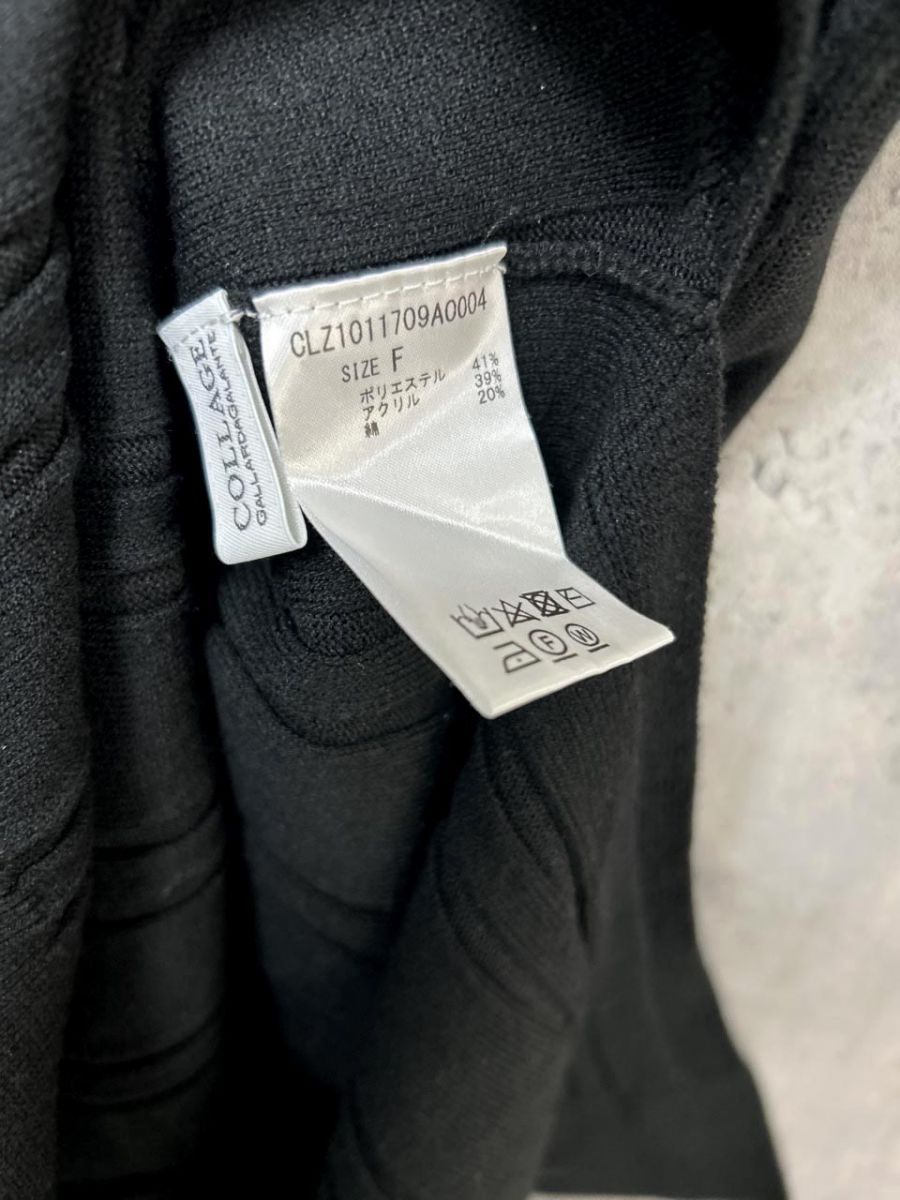 COLLAGE
GALLARDAGALANTE
CLZ1011709A0004
SIZE F
ポリエステル 41%
アクリル 39%
綿 20%
F W